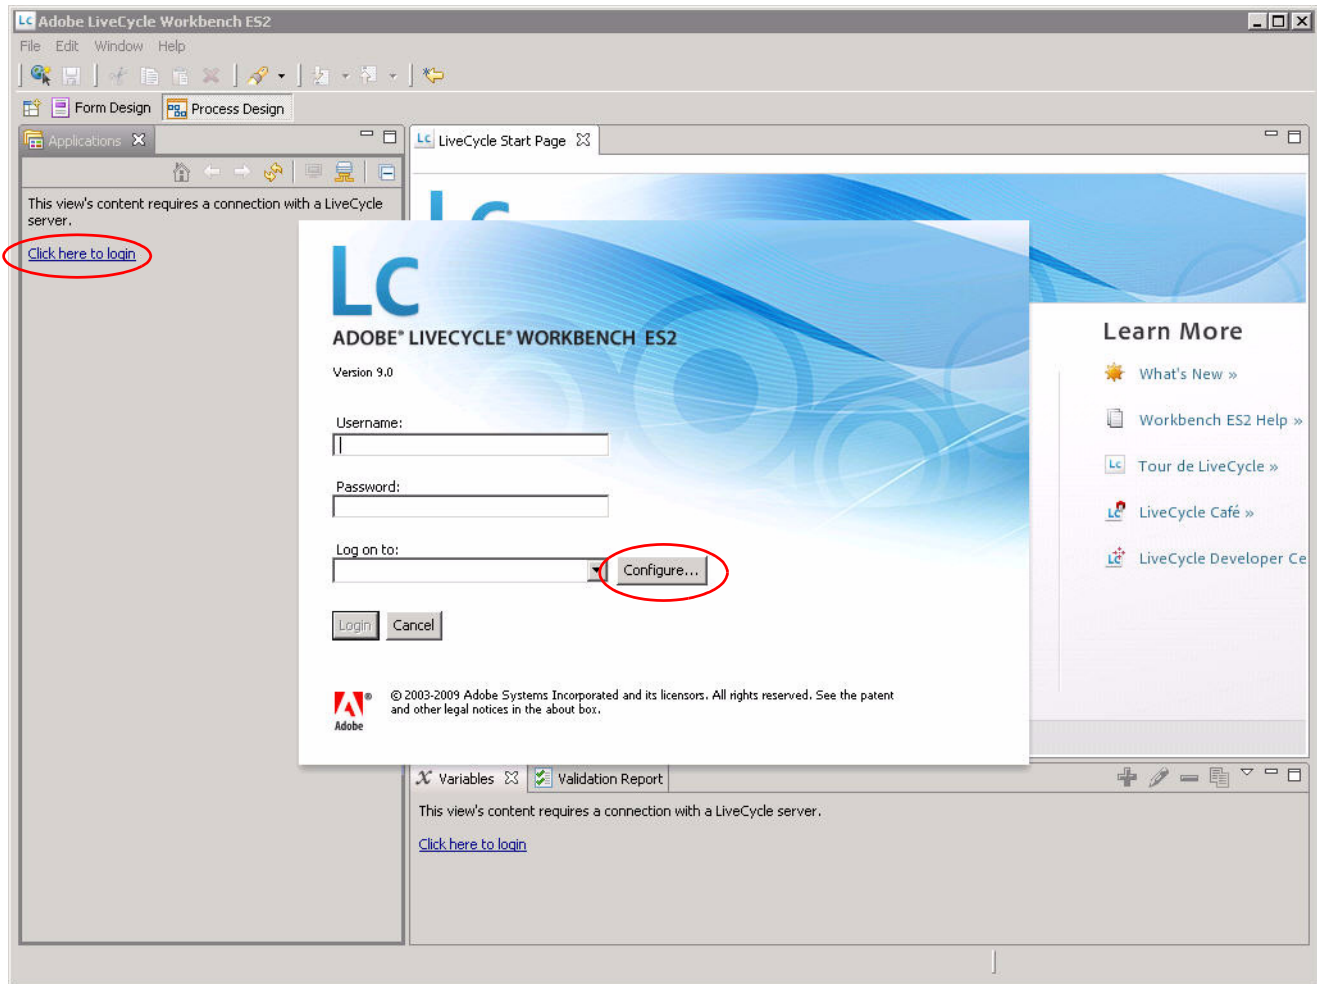 Lc Adobe LiveCycle Workbench ES2
File Edit Window Help
Form Design Process Design
Applications
LC LiveCycle Start Page
This view's content requires a connection with a LiveCycle
server.
Click here to login
Lc
ADOBE® LIVECYCLE® WORKBENCH ES2
Version 9.0
Username:
Password:
Log on to:
Configure...
Login Cancel
Adobe
© 2003-2009 Adobe Systems Incorporated and its licensors. All rights reserved. See the patent
and other legal notices in the about box.
Learn More
What's New »
Workbench ES2 Help »
LC Tour de LiveCycle »
LC LiveCycle Café »
LC LiveCycle Developer Ce
Variables Validation Report
This view's content requires a connection with a LiveCycle server.
Click here to login